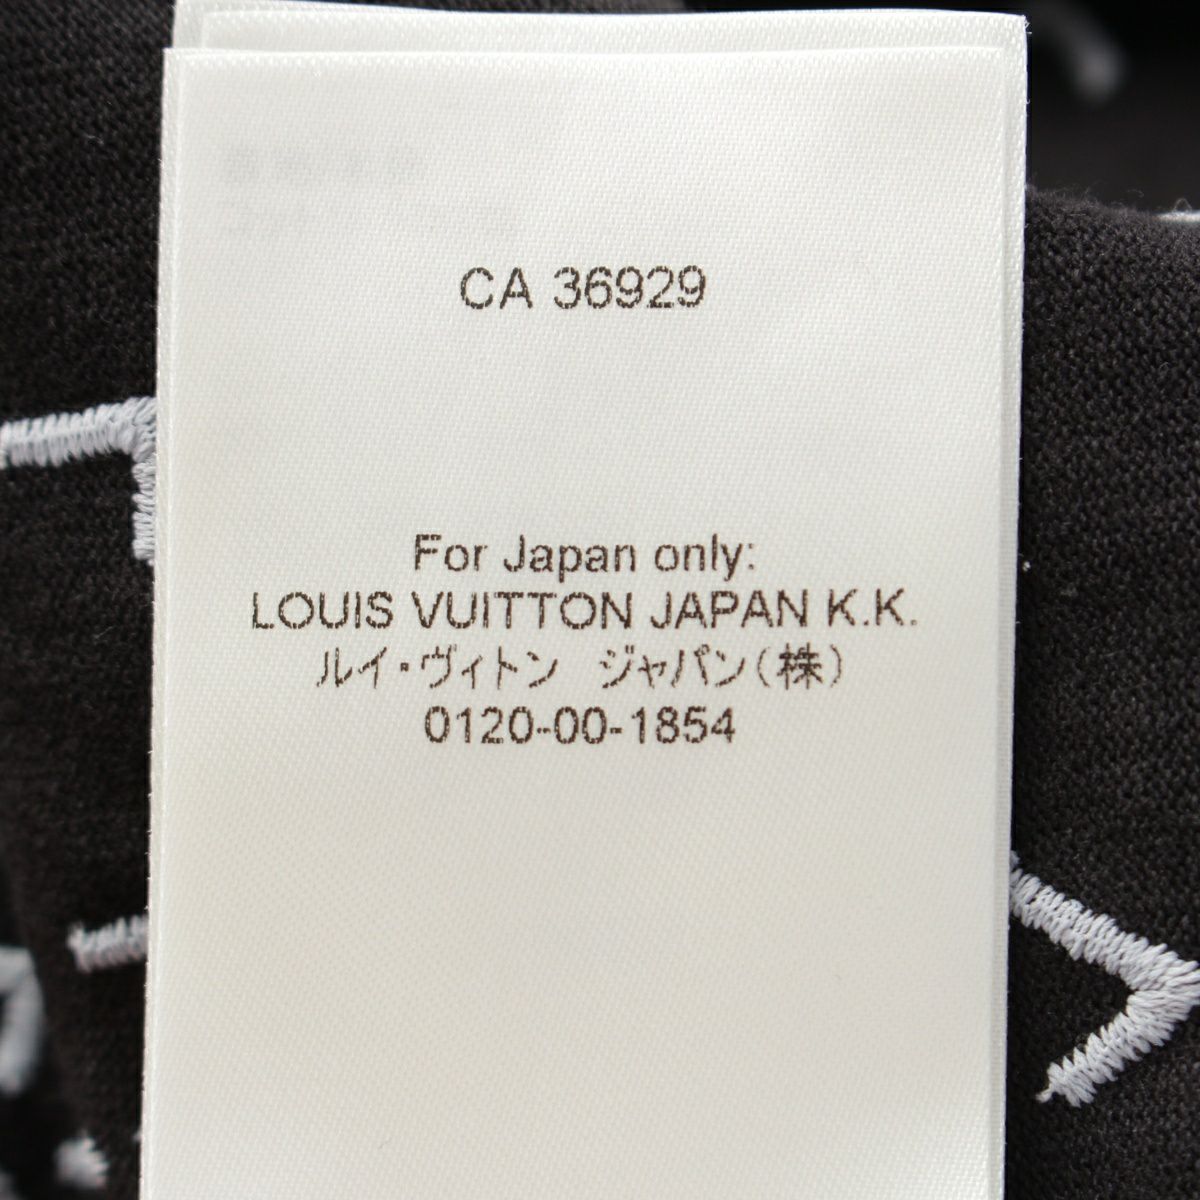 CA 36929
For Japan only:
LOUIS VUITTON JAPAN K.K.
ルイ・ヴィトン ジャパン(株)
0120-00-1854